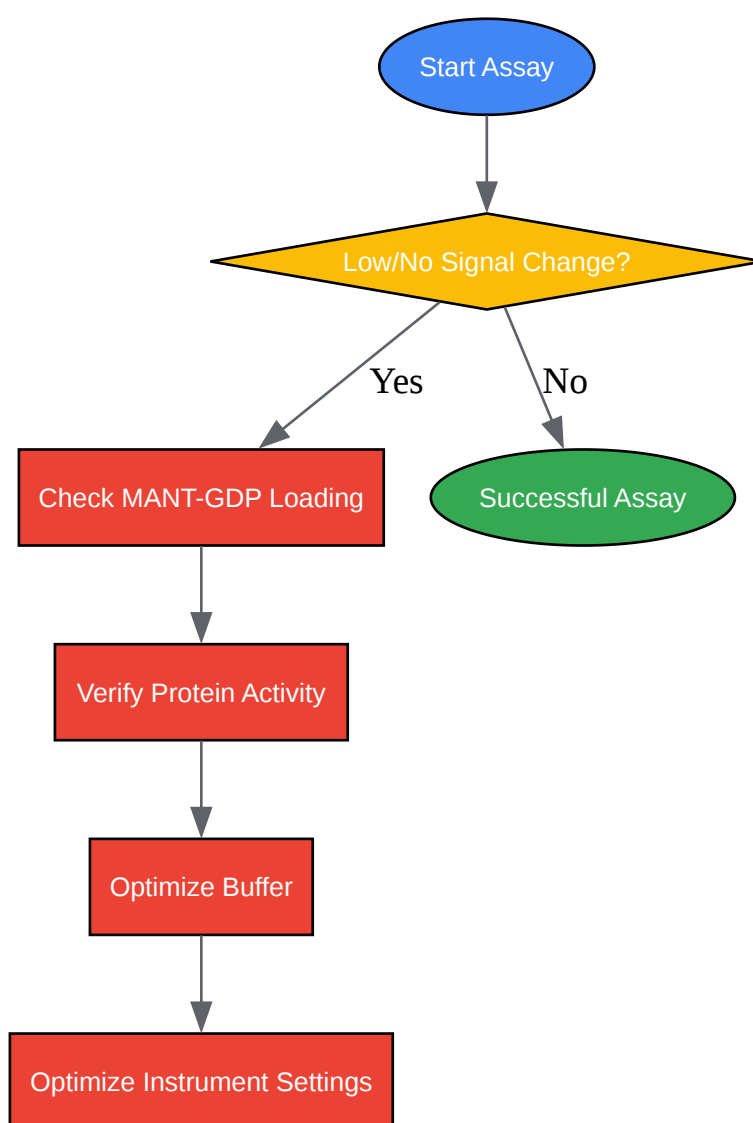 Start Assay
Low/No Signal Change?
Yes
No
Check MANT-GDP Loading
Successful Assay
Verify Protein Activity
Optimize Buffer
Optimize Instrument Settings